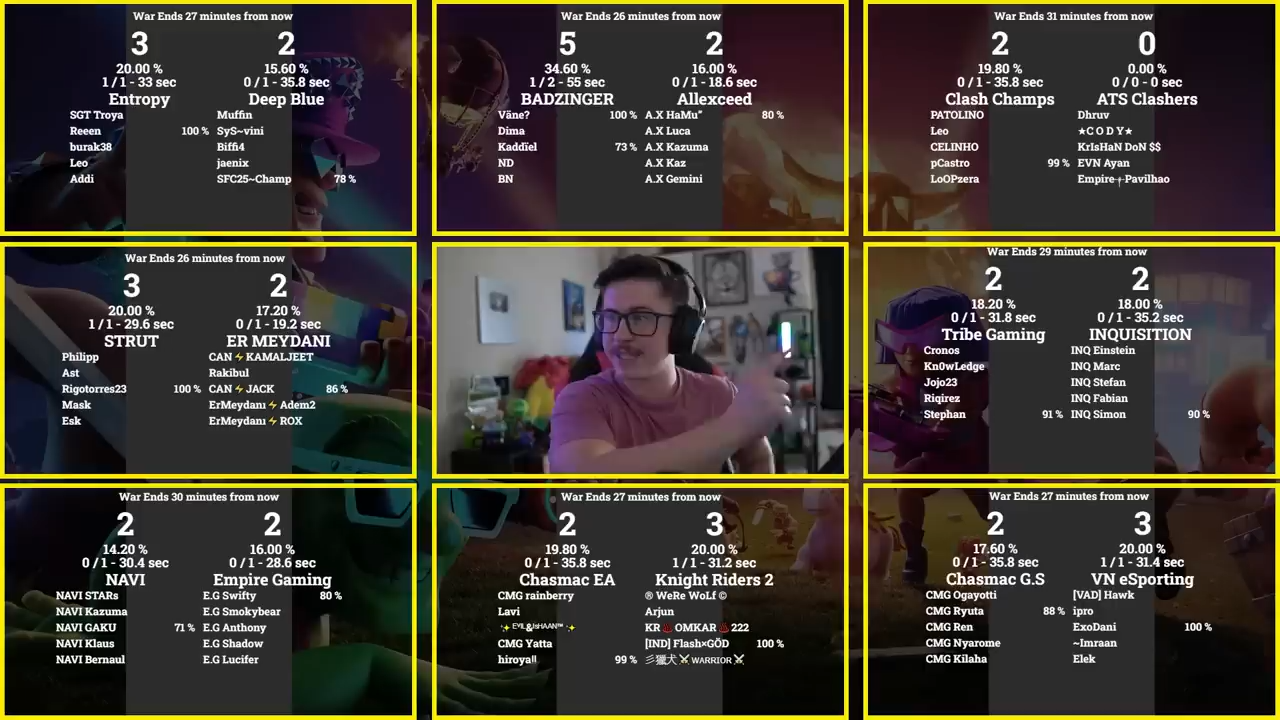 War Ends 27 minutes from now
3 2
20.00 % 15.60 %
1 / 1 - 33 sec 0 / 1 - 35.8 sec
Entropy Deep Blue
SGT Troya Muffin
Reeen 100 % SyS~vini
burak38 Biffi4
Leo jaenix
Addi SFC25~Champ 78 %
War Ends 26 minutes from now
5 2
34.60 % 16.00 %
1 / 2 - 55 sec 0 / 1 - 18.6 sec
BADZINGER Allexceed
Väne? 100 % A.X HaMu" 80 %
Dima A.X Luca
Kaddïel 73 % A.X Kazuma
ND A.X Kaz
BN A.X Gemini
War Ends 31 minutes from now
2 0
19.80 % 0.00 %
0 / 1 - 35.8 sec 0 / 0 - 0 sec
Clash Champs ATS Clashers
PATOLINO Dhruv
Leo ★C O D Y★
CELINHO KrIsHaN DoN $$
pCastro 99 % EVN Ayan
LoOPzera Empire╬Pavilhao
War Ends 26 minutes from now
3 2
20.00 % 17.20 %
1 / 1 - 29.6 sec 0 / 1 - 19.2 sec
STRUT ER MEYDANI
Philipp CAN⚡KAMALJEET
Ast Rakibul
Rigotorres23 100 % CAN⚡JACK 86 %
Mask ErMeydanı⚡Adem2
Esk ErMeydanı⚡ROX
War Ends 29 minutes from now
2 2
18.20 % 18.00 %
0 / 1 - 31.8 sec 0 / 1 - 35.2 sec
Tribe Gaming INQUISITION
Cronos INQ Einstein
Kn0wLedge INQ Marc
Jojo23 INQ Stefan
Riqirez INQ Fabian
Stephan 91 % INQ Simon 90 %
War Ends 30 minutes from now
2 2
14.20 % 16.00 %
0 / 1 - 30.4 sec 0 / 1 - 28.6 sec
NAVI Empire Gaming
NAVI STARs E.G Swifty 80 %
NAVI Kazuma E.G Smokybear
NAVI GAKU 71 % E.G Anthony
NAVI Klaus E.G Shadow
NAVI Bernaul E.G Lucifer
War Ends 27 minutes from now
2 3
19.80 % 20.00 %
0 / 1 - 35.8 sec 1 / 1 - 31.2 sec
Chasmac EA Knight Riders 2
CMG rainberry ® WeRe WoLf ©
Lavi Arjun
✨ᴱⱽᴵᴸ&ᴵˢᴴᴬᴬᴺ™✨ KR♨OMKAR♨222
CMG Yatta [IND] Flash×GÖD 100 %
hiroya!! 99 % 彡獵犬⚔ᴡᴀʀʀɪᴏʀ⚔
War Ends 27 minutes from now
2 3
17.60 % 20.00 %
0 / 1 - 35.8 sec 1 / 1 - 31.4 sec
Chasmac G.S VN eSporting
CMG Ogayotti [VAD] Hawk
CMG Ryuta 88 % ipro
CMG Ren ExoDani 100 %
CMG Nyarome ~Imraan
CMG Kilaha Elek